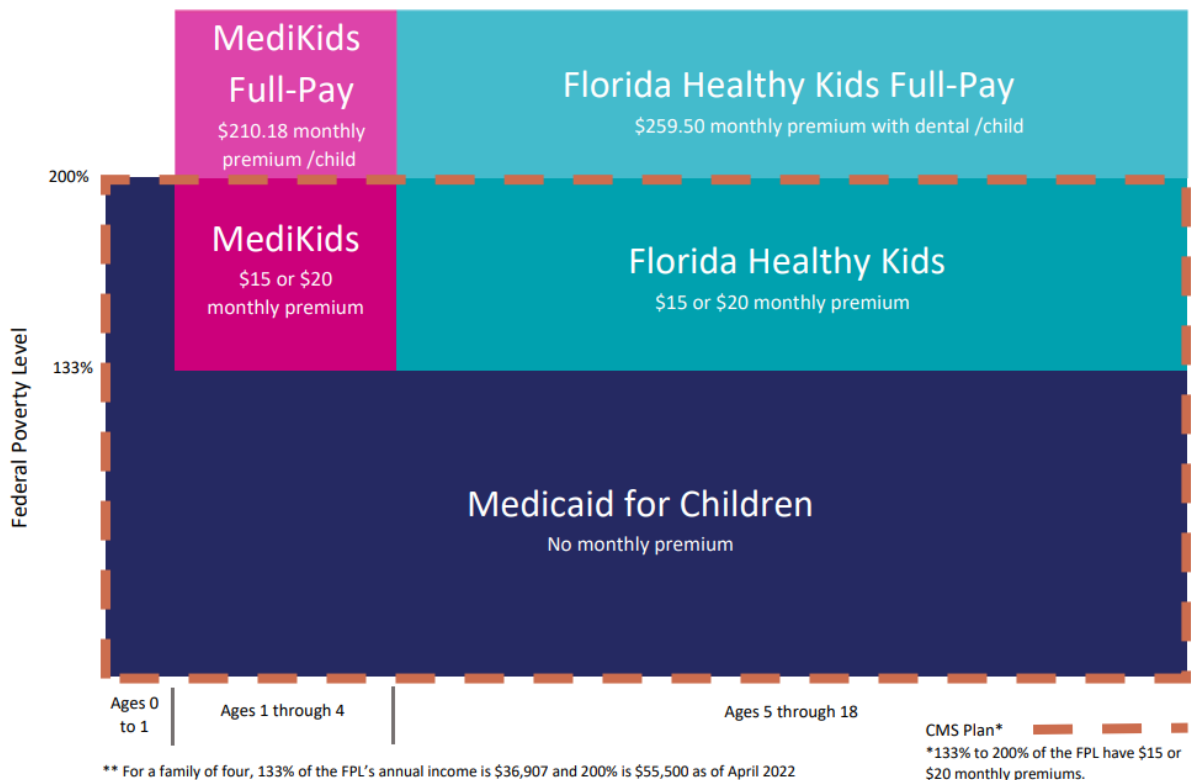 MediKids
Full-Pay
$210.18 monthly
premium /child
Florida Healthy Kids Full-Pay
$259.50 monthly premium with dental /child
200%
MediKids
$15 or $20
monthly premium
Florida Healthy Kids
$15 or $20 monthly premium
133%
Federal Poverty Level
Medicaid for Children
No monthly premium
Ages 0
to 1
Ages 1 through 4
Ages 5 through 18
CMS Plan*
*133% to 200% of the FPL have $15 or
$20 monthly premiums.
** For a family of four, 133% of the FPL's annual income is $36,907 and 200% is $55,500 as of April 2022